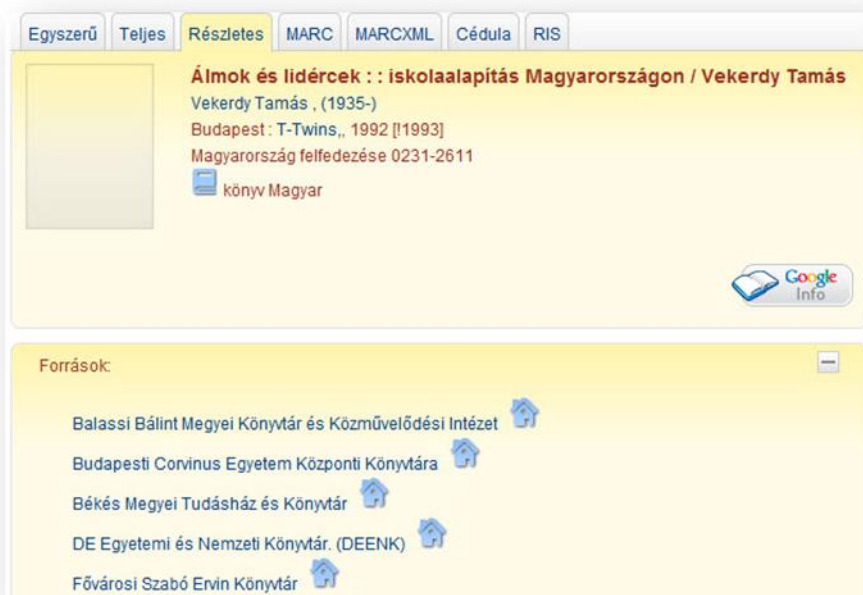 Egyszerű Teljes Részletes MARC MARCXML Cédula RIS
Álmok és lidércek : : iskolaalapítás Magyarországon / Vekerdy Tamás
Vekerdy Tamás , (1935-)
Budapest : T-Twins,, 1992 [!1993]
Magyarország felfedezése 0231-2611
könyv Magyar
Google
Info
Források:
Balassi Bálint Megyei Könyvtár és Közművelődési Intézet
Budapesti Corvinus Egyetem Központi Könyvtára
Békés Megyei Tudásház és Könyvtár
DE Egyetemi és Nemzeti Könyvtár. (DEENK)
Fővárosi Szabó Ervin Könyvtár